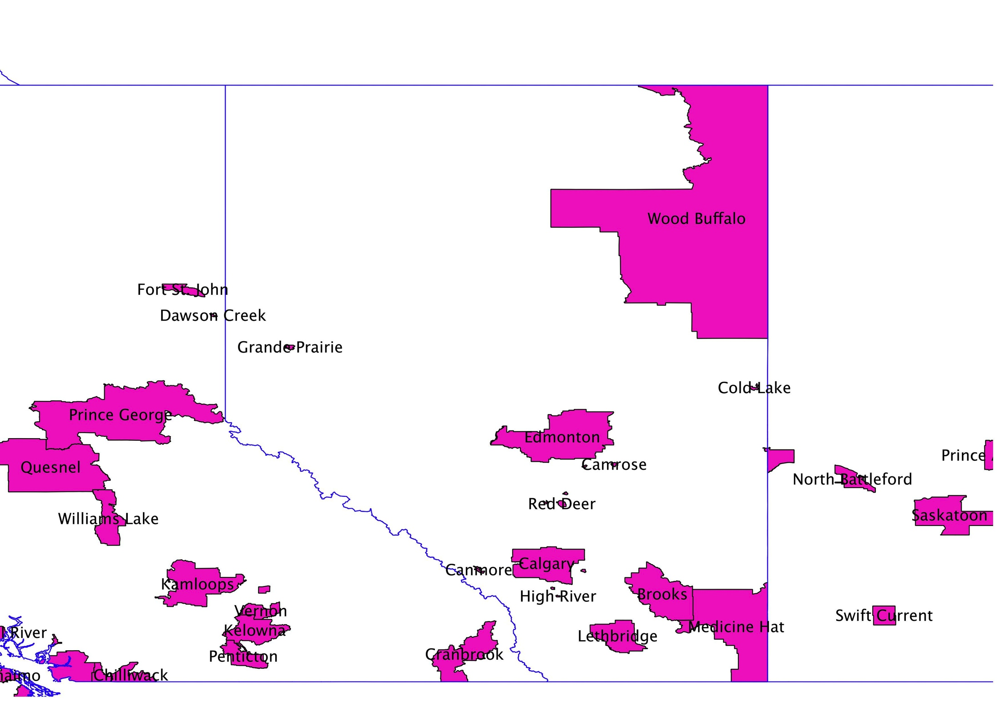 Wood Buffalo
Fort St. John
Dawson Creek
Grande Prairie
Cold Lake
Prince George
Edmonton
Prince
Camrose
Quesnel
North Battleford
Red Deer
Saskatoon
Williams Lake
Calgary
Canmore
Kamloops
Brooks
High River
Vernon
Swift Current
Medicine Hat
Kelowna
l River
Lethbridge
Cranbrook
Penticton
Chilliwack
naimo